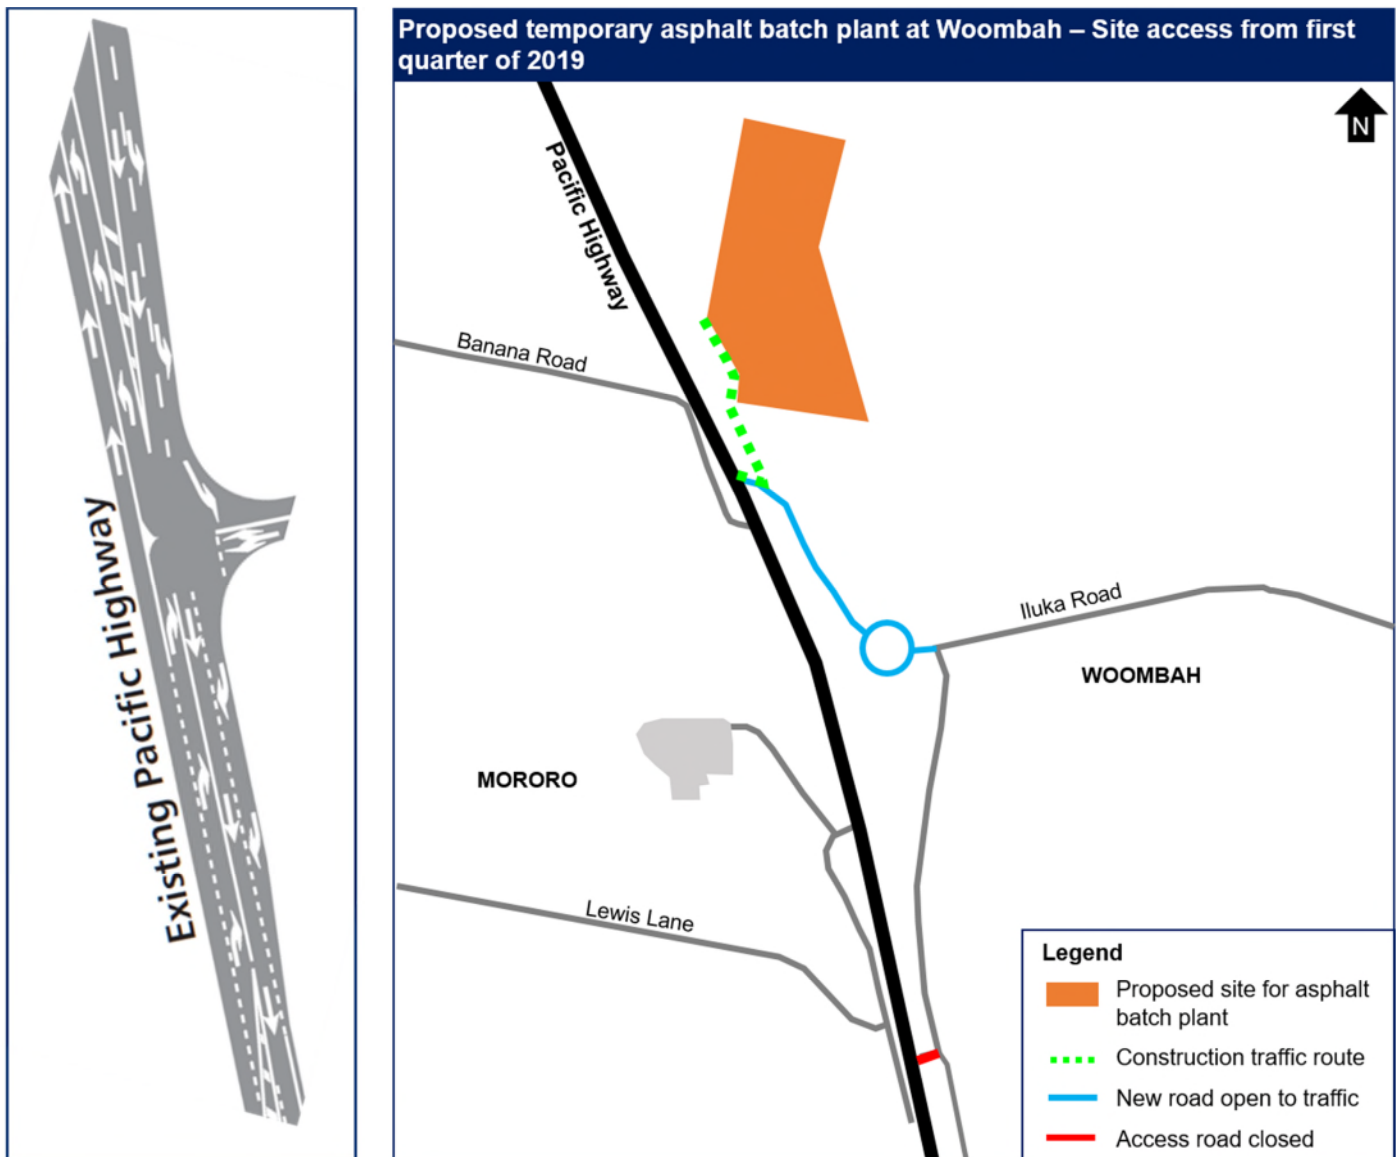 Existing Pacific Highway
Proposed temporary asphalt batch plant at Woombah – Site access from first
quarter of 2019
N
Pacific Highway
Banana Road
Iluka Road
WOOMBAH
MORORO
Lewis Lane
Legend
Proposed site for asphalt
batch plant
Construction traffic route
New road open to traffic
Access road closed